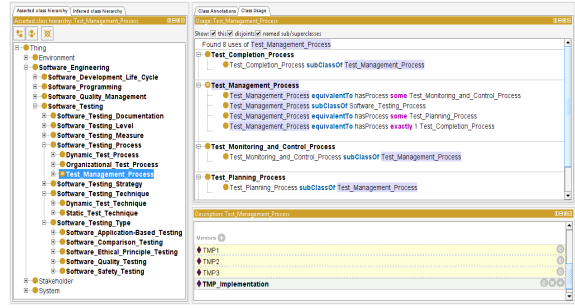 Asserted class hierarchy
Inferred class hierarchy
Asserted class hierarchy: Test_Management_Process
Thing
Environment
Software_Engineering
Software_Development_Life_Cycle
Software_Programming
Software_Quality_Management
Software_Testing
Software_Testing_Documentation
Software_Testing_Level
Software_Testing_Measure
Software_Testing_Process
Dynamic_Test_Process
Organizational_Test_Process
Test_Management_Process
Software_Testing_Strategy
Software_Testing_Technique
Dynamic_Test_Technique
Static_Test_Technique
Software_Testing_Type
Software_Application-Based_Testing
Software_Comparison_Testing
Software_Ethical_Principle_Testing
Software_Quality_Testing
Software_Safety_Testing
Stakeholder
System
Class Annotations
Class Usage
Usage: Test_Management_Process
Show: this disjoints named sub/superclasses
Found 8 uses of Test_Management_Process
Test_Completion_Process
Test_Completion_Process subClassOf Test_Management_Process
Test_Management_Process
Test_Management_Process equivalentTo hasProcess some Test_Monitoring_and_Control_Process
Test_Management_Process subClassOf Software_Testing_Process
Test_Management_Process equivalentTo hasProcess some Test_Planning_Process
Test_Management_Process equivalentTo hasProcess exactly 1 Test_Completion_Process
Test_Monitoring_and_Control_Process
Test_Monitoring_and_Control_Process subClassOf Test_Management_Process
Test_Planning_Process
Test_Planning_Process subClassOf Test_Management_Process
Description: Test_Management_Process
Members
TMP1
TMP2
TMP3
TMP_Implementation